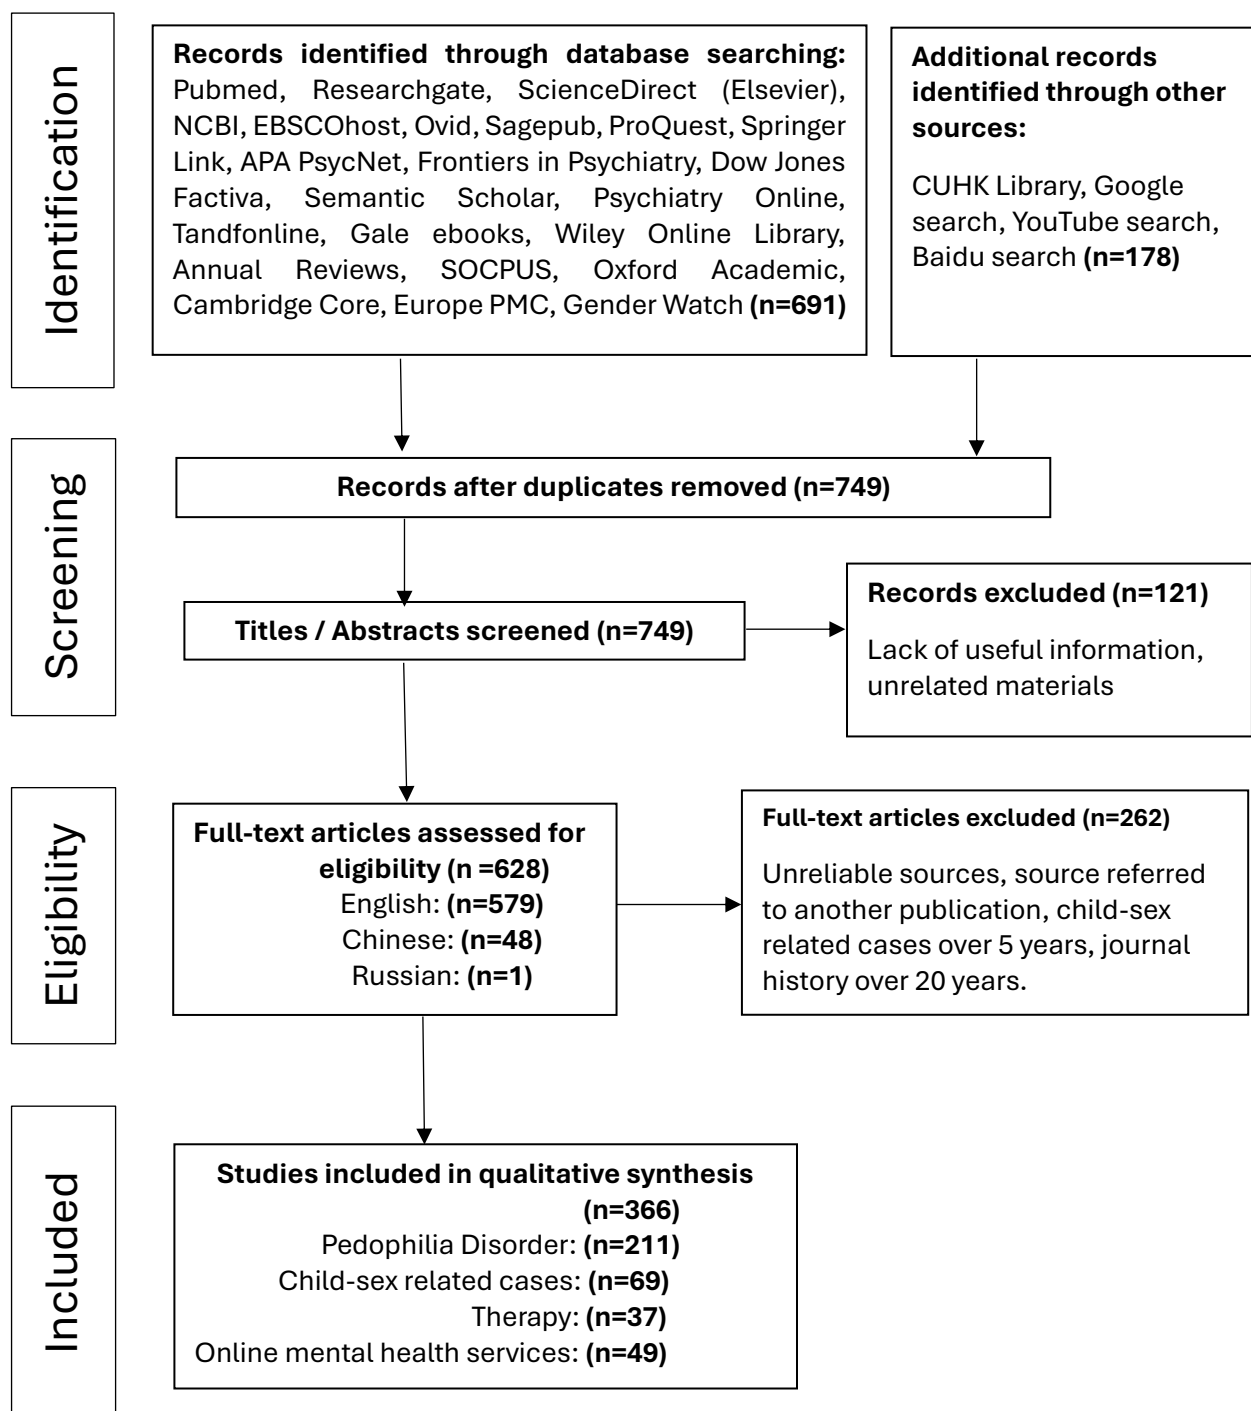 Identification
Records identified through database searching:
Pubmed, Researchgate, ScienceDirect (Elsevier),
NCBI, EBSCOhost, Ovid, Sagepub, ProQuest, Springer
Link, APA PsycNet, Frontiers in Psychiatry, Dow Jones
Factiva, Semantic Scholar, Psychiatry Online,
Tandfonline, Gale ebooks, Wiley Online Library,
Annual Reviews, SOCPUS, Oxford Academic,
Cambridge Core, Europe PMC, Gender Watch (n=691)
Additional records
identified through other
sources:
CUHK Library, Google
search, YouTube search,
Baidu search (n=178)
Screening
Records after duplicates removed (n=749)
Titles / Abstracts screened (n=749)
Records excluded (n=121)
Lack of useful information,
unrelated materials
Eligibility
Full-text articles assessed for
eligibility (n =628)
English: (n=579)
Chinese: (n=48)
Russian: (n=1)
Full-text articles excluded (n=262)
Unreliable sources, source referred
to another publication, child-sex
related cases over 5 years, journal
history over 20 years.
Included
Studies included in qualitative synthesis
(n=366)
Pedophilia Disorder: (n=211)
Child-sex related cases: (n=69)
Therapy: (n=37)
Online mental health services: (n=49)